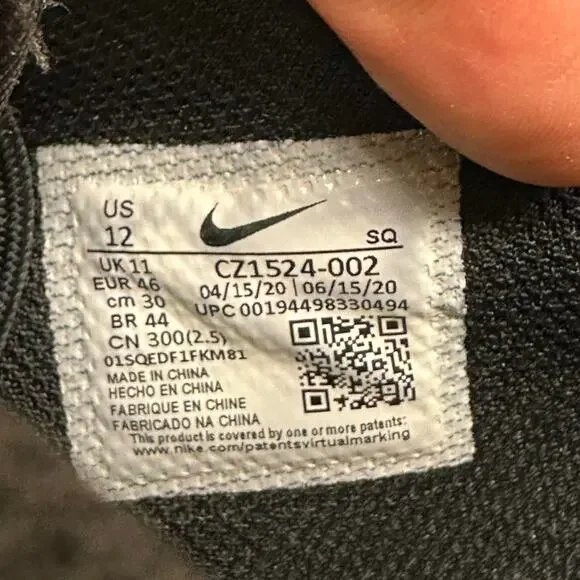 US
12 SQ
UK 11 CZ1524-002
EUR 46 04/15/20 | 06/15/20
cm 30 UPC 00194498330494
BR 44
CN 300(2.5)
01SQEDF1FKM81
MADE IN CHINA
HECHO EN CHINA
FABRIQUE EN CHINE
FABRICADO NA CHINA
This product is covered by one or more patents:
www.nike.com/patentsvirtualmarking